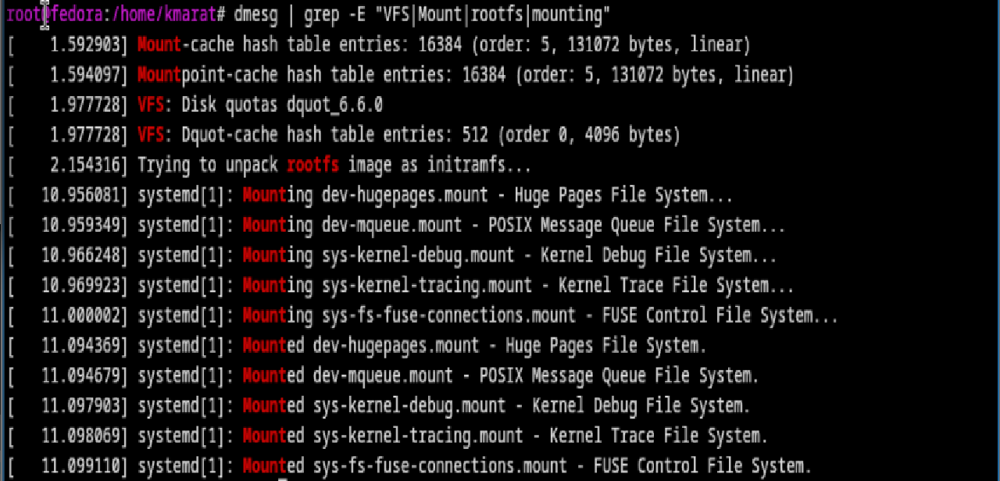 root@fedora:/home/kmarat# dmesg | grep -E "VFS|Mount|rootfs|mounting"
[    1.592903] Mount-cache hash table entries: 16384 (order: 5, 131072 bytes, linear)
[    1.594097] Mountpoint-cache hash table entries: 16384 (order: 5, 131072 bytes, linear)
[    1.977728] VFS: Disk quotas dquot_6.6.0
[    1.977728] VFS: Dquot-cache hash table entries: 512 (order 0, 4096 bytes)
[    2.154316] Trying to unpack rootfs image as initramfs...
[   10.956081] systemd[1]: Mounting dev-hugepages.mount - Huge Pages File System...
[   10.959349] systemd[1]: Mounting dev-mqueue.mount - POSIX Message Queue File System...
[   10.966248] systemd[1]: Mounting sys-kernel-debug.mount - Kernel Debug File System...
[   10.969923] systemd[1]: Mounting sys-kernel-tracing.mount - Kernel Trace File System...
[   11.000002] systemd[1]: Mounting sys-fs-fuse-connections.mount - FUSE Control File System...
[   11.094369] systemd[1]: Mounted dev-hugepages.mount - Huge Pages File System.
[   11.094679] systemd[1]: Mounted dev-mqueue.mount - POSIX Message Queue File System.
[   11.097903] systemd[1]: Mounted sys-kernel-debug.mount - Kernel Debug File System.
[   11.098069] systemd[1]: Mounted sys-kernel-tracing.mount - Kernel Trace File System.
[   11.099110] systemd[1]: Mounted sys-fs-fuse-connections.mount - FUSE Control File System.